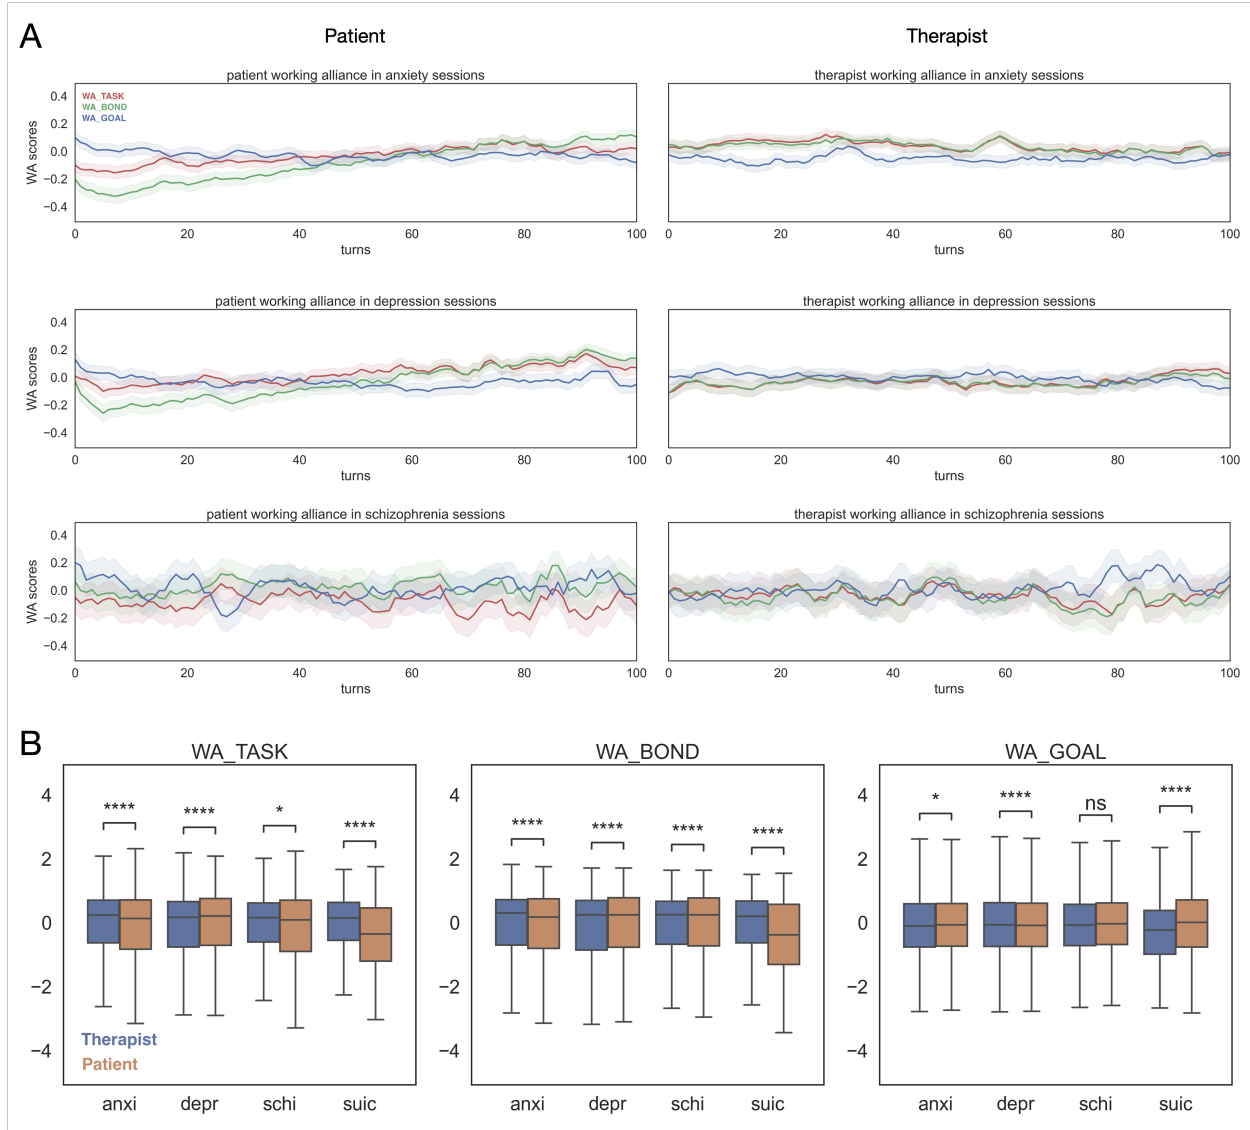 A
Patient
Therapist
patient working alliance in anxiety sessions
therapist working alliance in anxiety sessions
WA_TASK
WA_BOND
WA_GOAL
WA scores
0.4
0.2
0.0
−0.2
−0.4
0 20 40 60 80 100
turns
0 20 40 60 80 100
turns
patient working alliance in depression sessions
therapist working alliance in depression sessions
WA scores
0.4
0.2
0.0
−0.2
−0.4
0 20 40 60 80 100
turns
0 20 40 60 80 100
turns
patient working alliance in schizophrenia sessions
therapist working alliance in schizophrenia sessions
WA scores
0.4
0.2
0.0
−0.2
−0.4
0 20 40 60 80 100
turns
0 20 40 60 80 100
turns
B
WA_TASK
4
2
0
−2
−4
**** **** * ****
Therapist
Patient
anxi depr schi suic
WA_BOND
4
2
0
−2
−4
**** **** **** ****
anxi depr schi suic
WA_GOAL
4
2
0
−2
−4
* **** ns ****
anxi depr schi suic